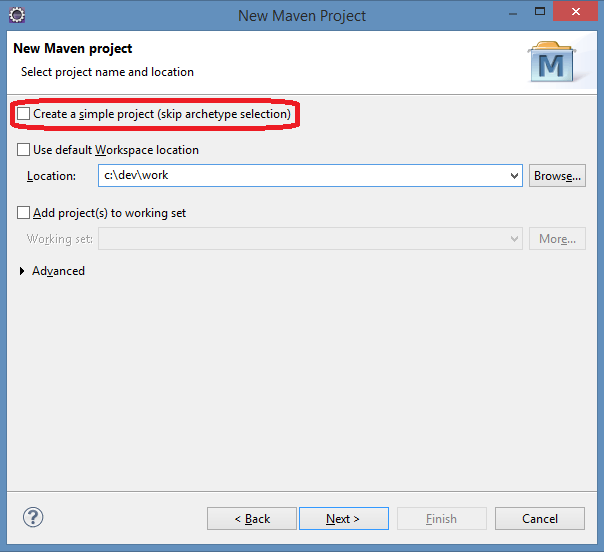 New Maven Project
New Maven project
Select project name and location
M
Create a simple project (skip archetype selection)
Use default Workspace location
Location: c:\dev\work Browse...
Add project(s) to working set
Working set: More...
Advanced
? < Back Next > Finish Cancel